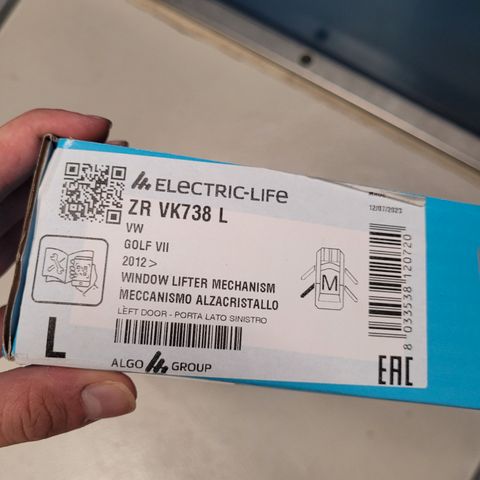 ELECTRIC-LIFE
ZR VK738 L
VW
GOLF VII
2012 >
WINDOW LIFTER MECHANISM
MECCANISMO ALZACRISTALLO
LEFT DOOR - PORTA LATO SINISTRO
L
ALGO GROUP
12/07/2023
M
8 033538 120720
EAC